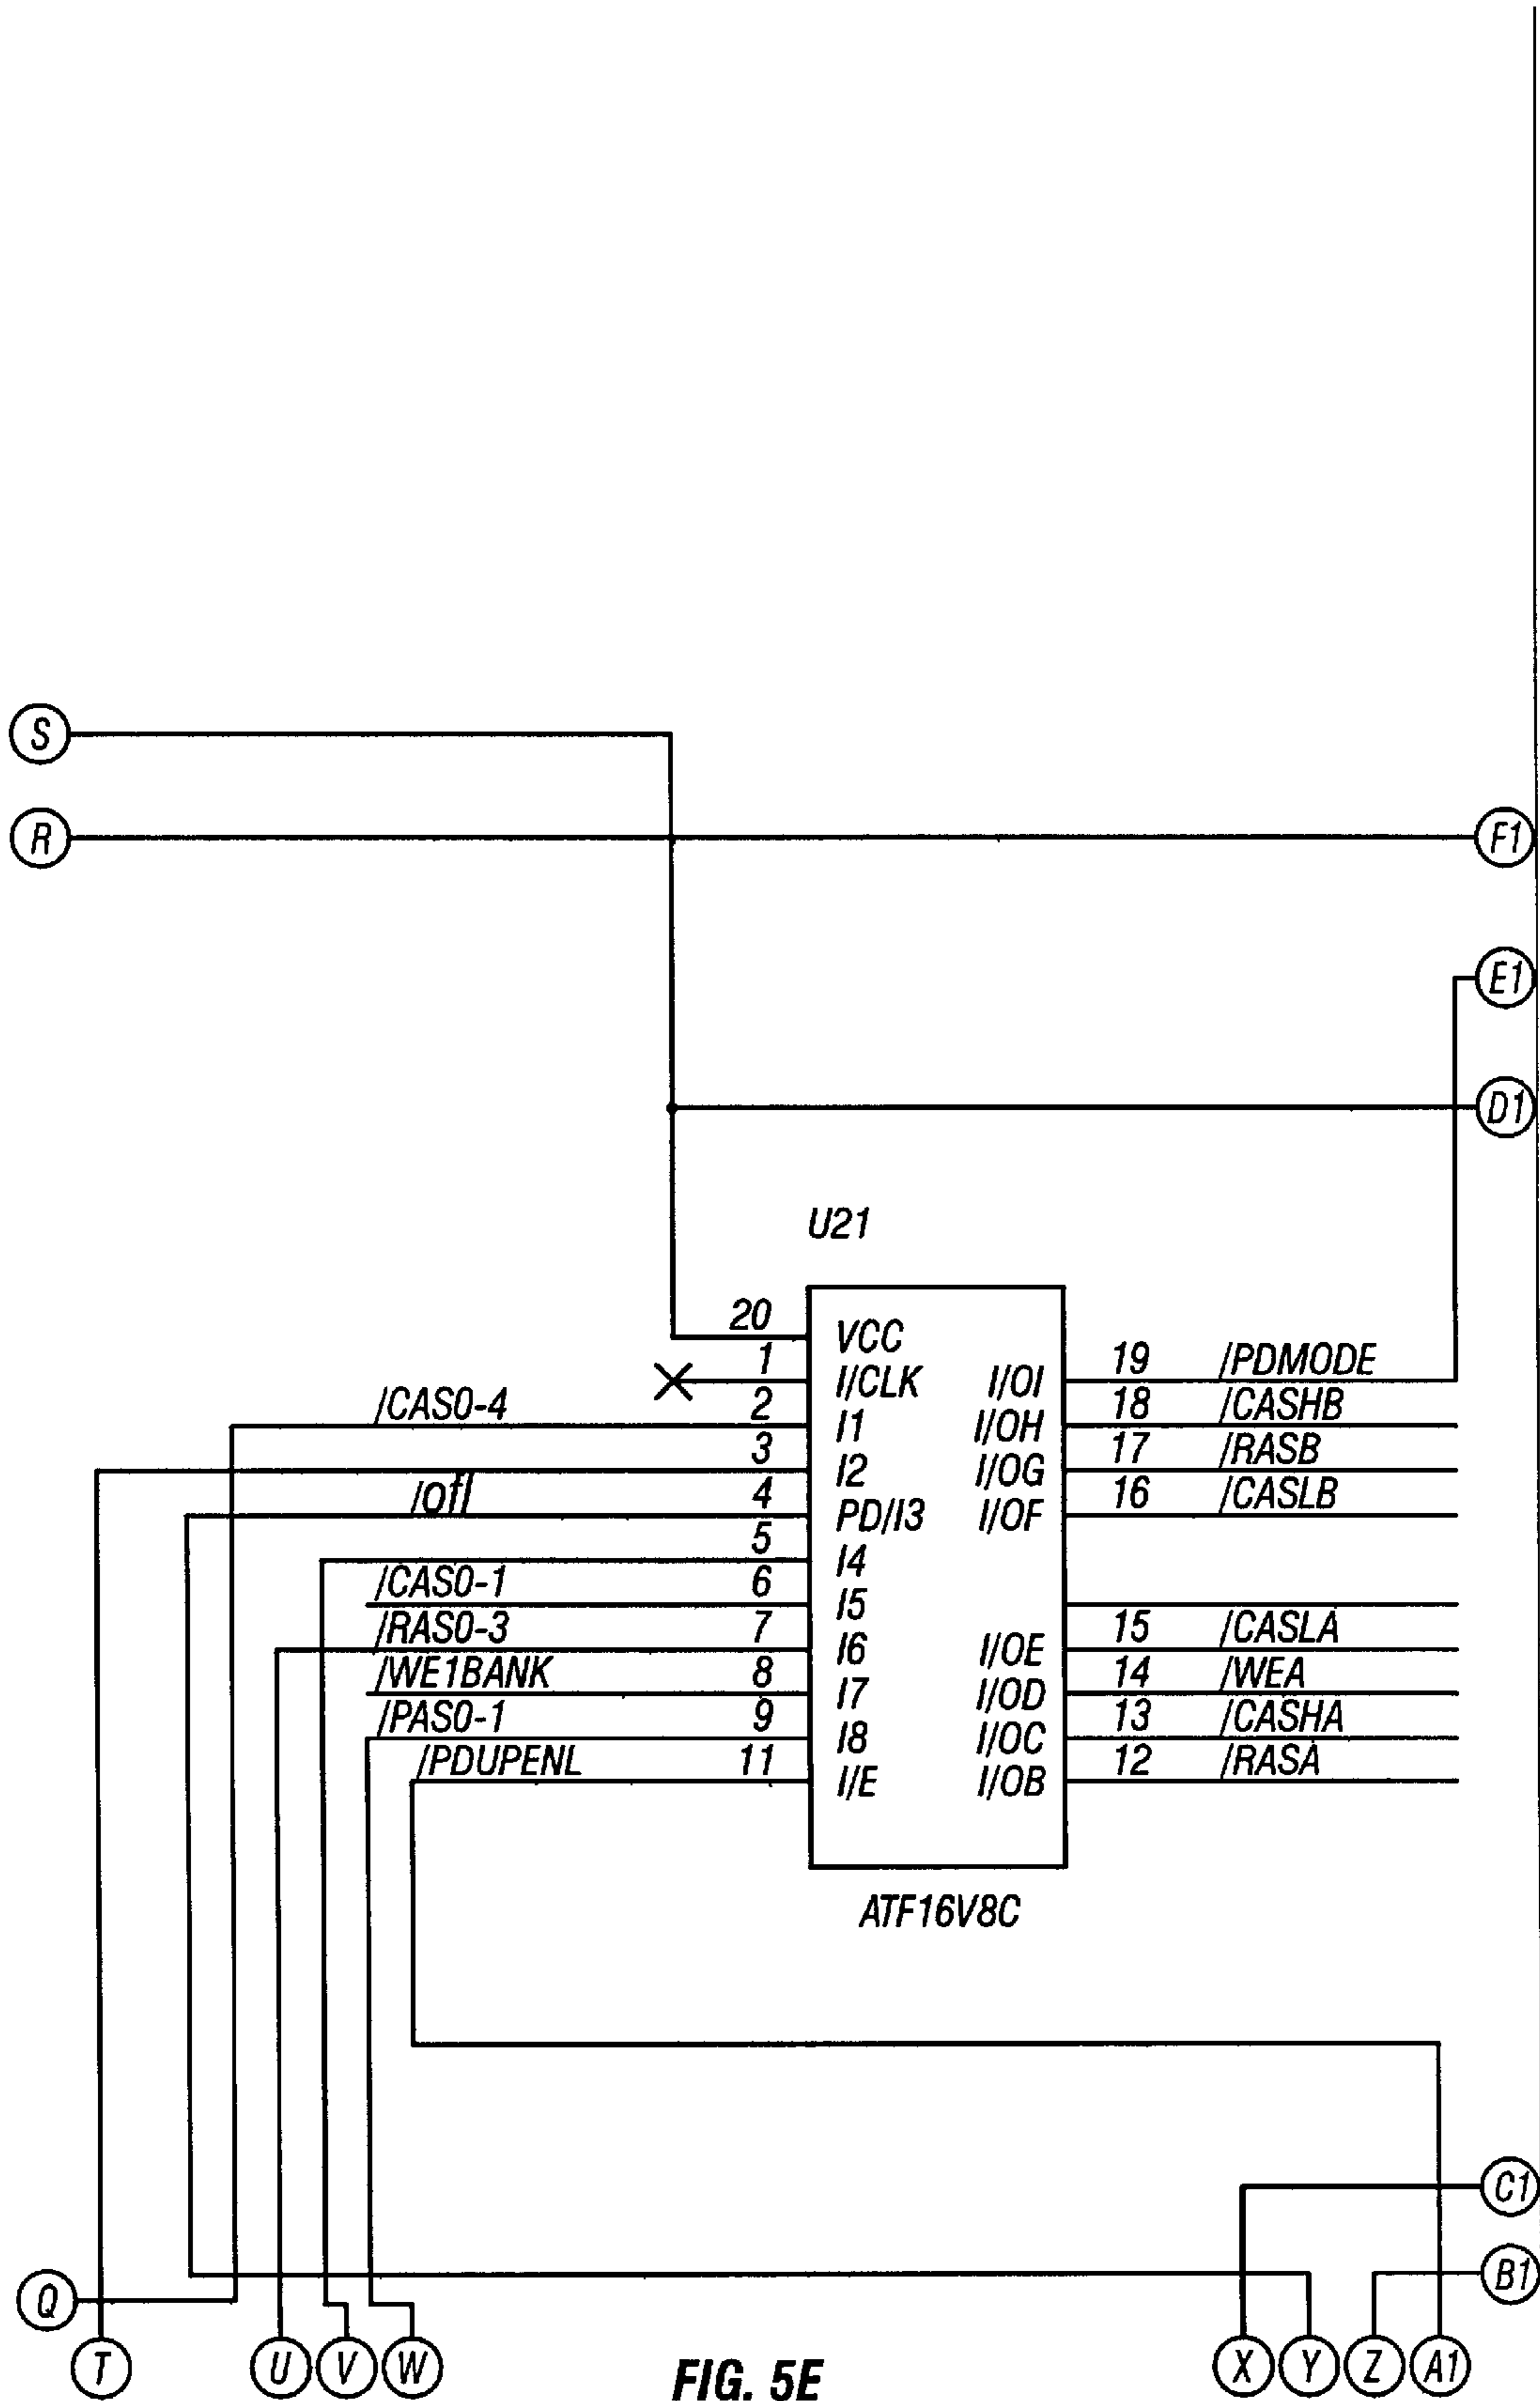 S
R
F1
E1
D1
U21
20 VCC
1 I/CLK I/OI 19 /PDMODE
/CAS0-4 2 I1 I/OH 18 /CASHB
3 I2 I/OG 17 /RASB
/off 4 PD/I3 I/OF 16 /CASLB
5 I4
/CAS0-1 6 I5
/RAS0-3 7 I6 I/OE 15 /CASLA
/WE1BANK 8 I7 I/OD 14 /WEA
/PAS0-1 9 I8 I/OC 13 /CASHA
/PDUPENL 11 I/E I/OB 12 /RASA
ATF16V8C
C1
B1
Q
T U V W X Y Z A1
FIG. 5E